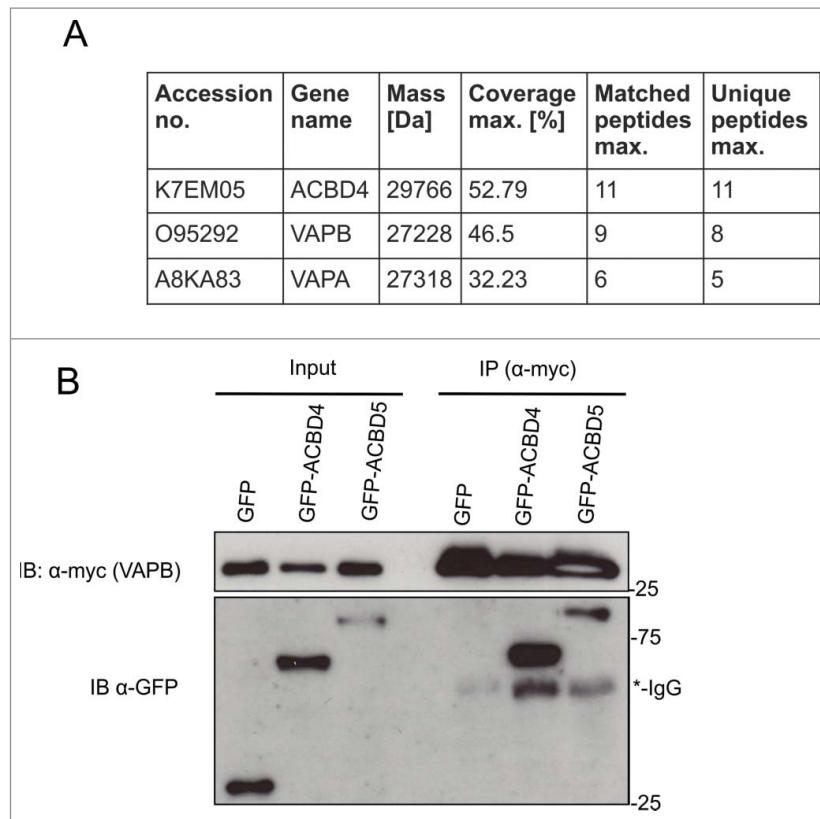 A
Accession no. Gene name Mass [Da] Coverage max. [%] Matched peptides max. Unique peptides max.
K7EM05 ACBD4 29766 52.79 11 11
O95292 VAPB 27228 46.5 9 8
A8KA83 VAPA 27318 32.23 6 5
B
Input IP (α-myc)
GFP GFP-ACBD4 GFP-ACBD5 GFP GFP-ACBD4 GFP-ACBD5
IB: α-myc (VAPB)
-25
-75
IB α-GFP *-IgG
-25